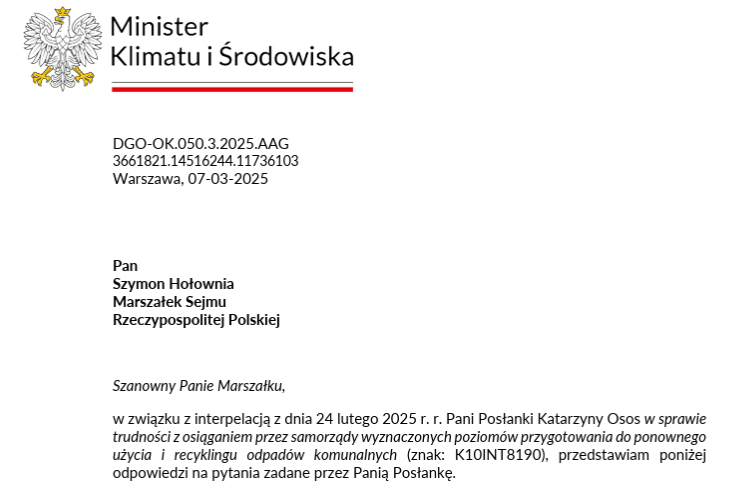 Minister
Klimatu i Środowiska
DGO-OK.050.3.2025.AAG
3661821.14516244.11736103
Warszawa, 07-03-2025
Pan
Szymon Hołownia
Marszałek Sejmu
Rzeczypospolitej Polskiej
Szanowny Panie Marszałku,
w związku z interpelacją z dnia 24 lutego 2025 r. r. Pani Posłanki Katarzyny Osos w sprawie
trudności z osiąganiem przez samorządy wyznaczonych poziomów przygotowania do ponownego
użycia i recyklingu odpadów komunalnych (znak: K10INT8190), przedstawiam poniżej
odpowiedzi na pytania zadane przez Panią Posłankę.